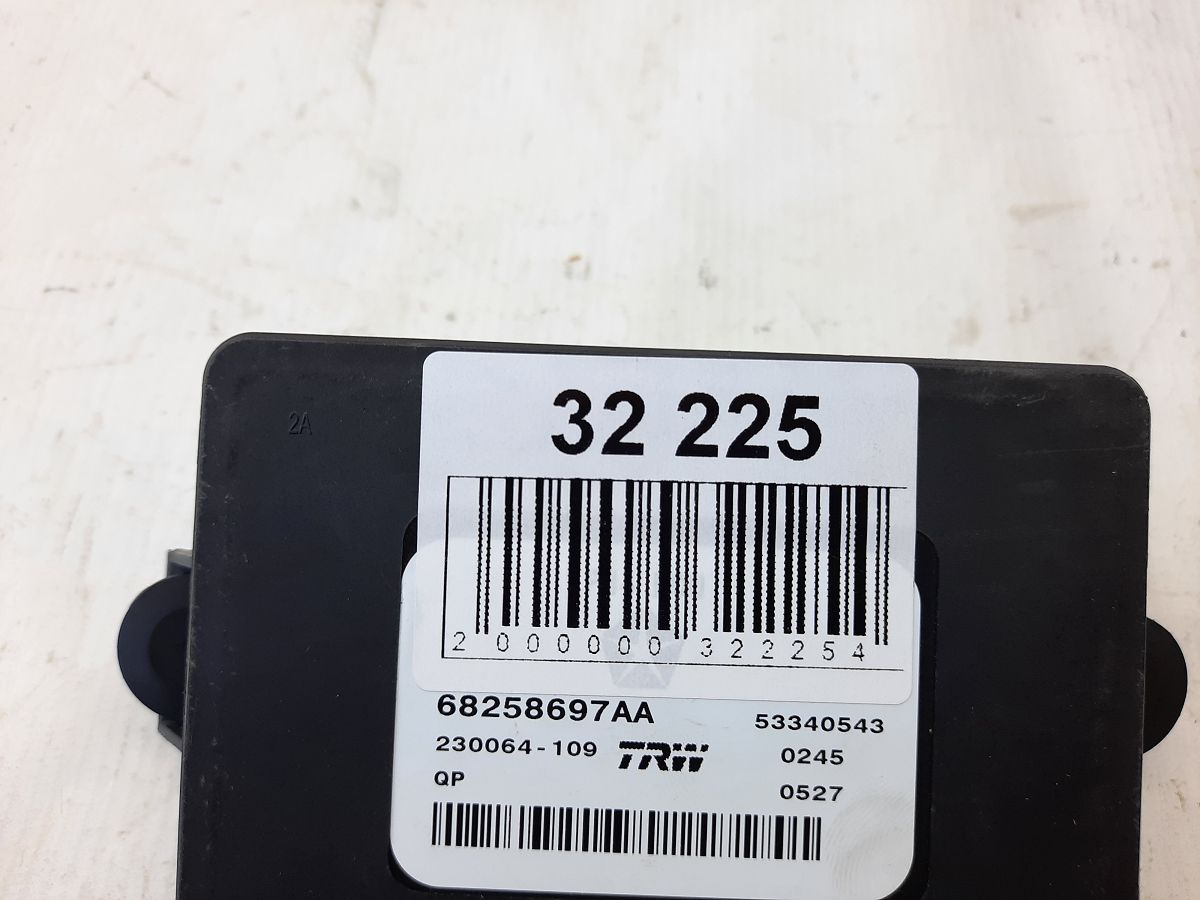 2A
32 225
2 000000 322254
68258697AA 53340543
230064-109 TRW 0245
QP 0527